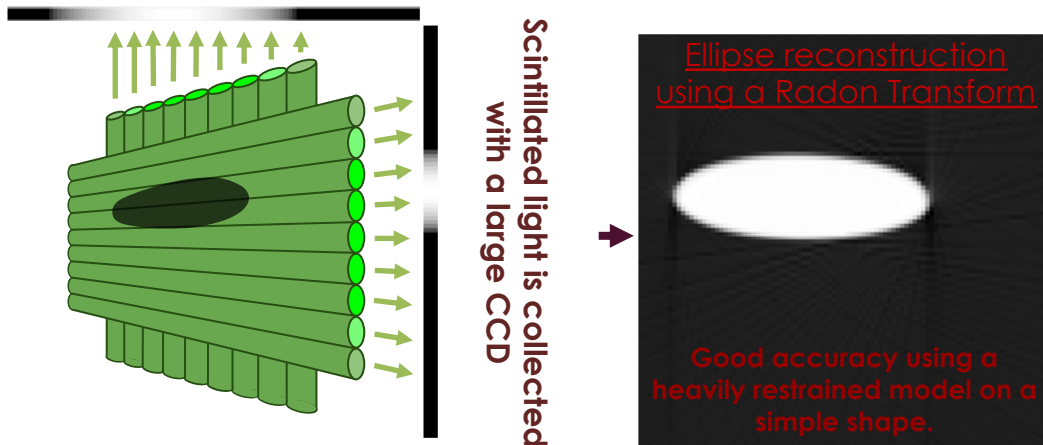 Scintillated light is collected
with a large CCD
Ellipse reconstruction
using a Radon Transform
Good accuracy using a
heavily restrained model on a
simple shape.